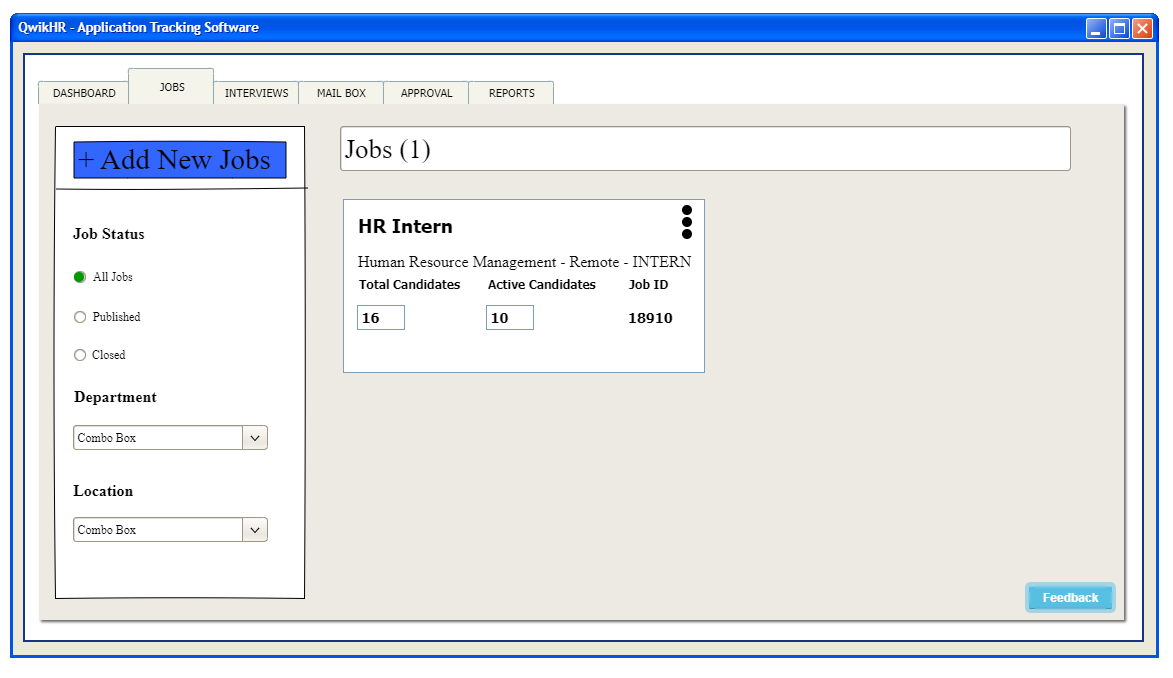 QwikHR - Application Tracking Software
DASHBOARD
JOBS
INTERVIEWS
MAIL BOX
APPROVAL
REPORTS
+ Add New Jobs
Job Status
All Jobs
Published
Closed
Department
Combo Box
Location
Combo Box
Jobs (1)
HR Intern
Human Resource Management - Remote - INTERN
Total Candidates Active Candidates Job ID
16 10 18910
Feedback